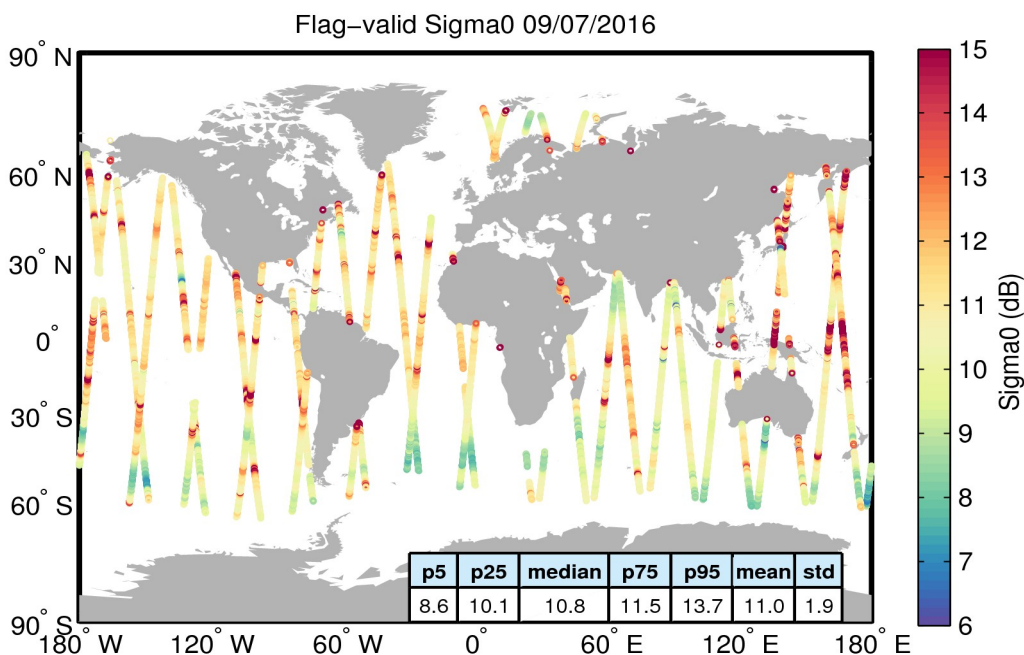 Flag−valid Sigma0 09/07/2016
90° N
60° N
30° N
0°
30° S
60° S
90° S
180° W
120° W
60° W
0°
60° E
120° E
180° E
15
14
13
12
11
10
9
8
7
6
Sigma0 (dB)
p5 p25 median p75 p95 mean std
8.6 10.1 10.8 11.5 13.7 11.0 1.9